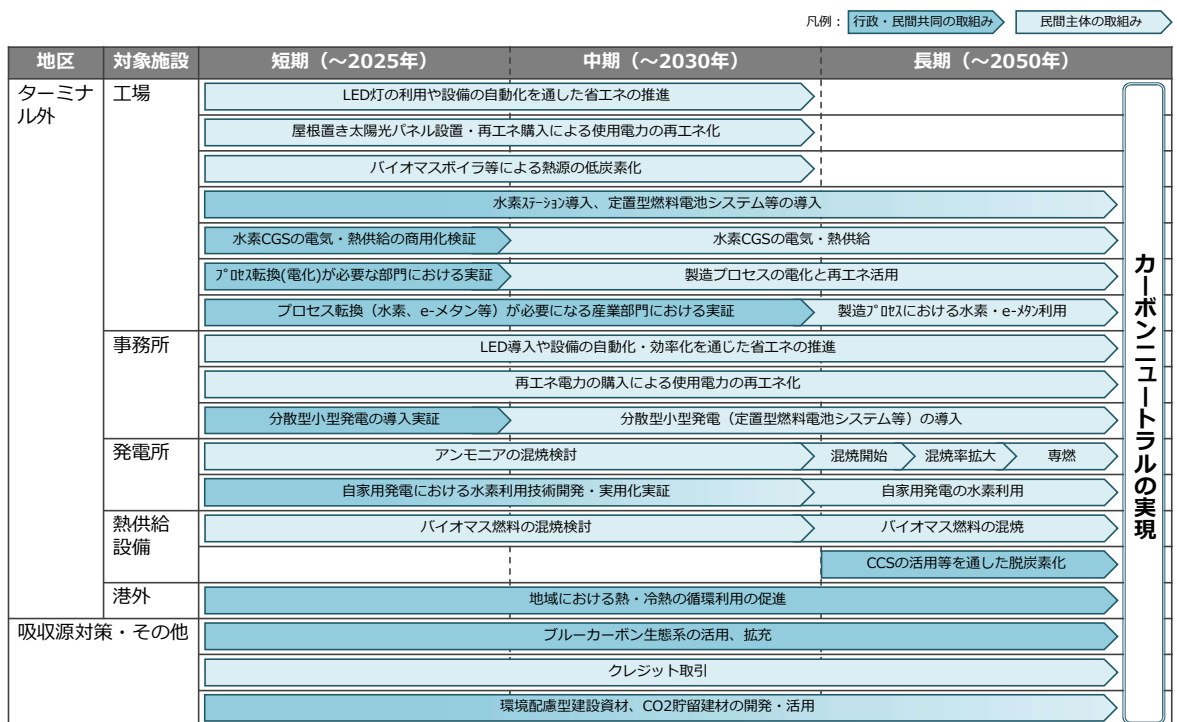 凡例：
行政・民間共同の取組み
民間主体の取組み
地区
対象施設
短期（～2025年）
中期（～2030年）
長期（～2050年）
ターミナ
ル外
工場
LED灯の利用や設備の自動化を通した省エネの推進
屋根置き太陽光パネル設置・再エネ購入による使用電力の再エネ化
バイオマスボイラ等による熱源の低炭素化
水素ｽﾃｰｼｮﾝ導入、定置型燃料電池システム等の導入
水素CGSの電気・熱供給の商用化検証
水素CGSの電気・熱供給
ﾌﾟﾛｾｽ転換(電化)が必要な部門における実証
製造プロセスの電化と再エネ活用
プロセス転換（水素、e-メタン等）が必要になる産業部門における実証
製造ﾌﾟﾛｾｽにおける水素・e-ﾒﾀﾝ利用
事務所
LED導入や設備の自動化・効率化を通じた省エネの推進
再エネ電力の購入による使用電力の再エネ化
分散型小型発電の導入実証
分散型小型発電（定置型燃料電池システム等）の導入
発電所
アンモニアの混焼検討
混焼開始
混焼率拡大
専燃
自家用発電における水素利用技術開発・実用化実証
自家用発電の水素利用
熱供給
設備
バイオマス燃料の混焼検討
バイオマス燃料の混焼
CCSの活用等を通した脱炭素化
港外
地域における熱・冷熱の循環利用の促進
吸収源対策・その他
ブルーカーボン生態系の活用、拡充
クレジット取引
環境配慮型建設資材、CO2貯留建材の開発・活用
カーボンニュートラルの実現